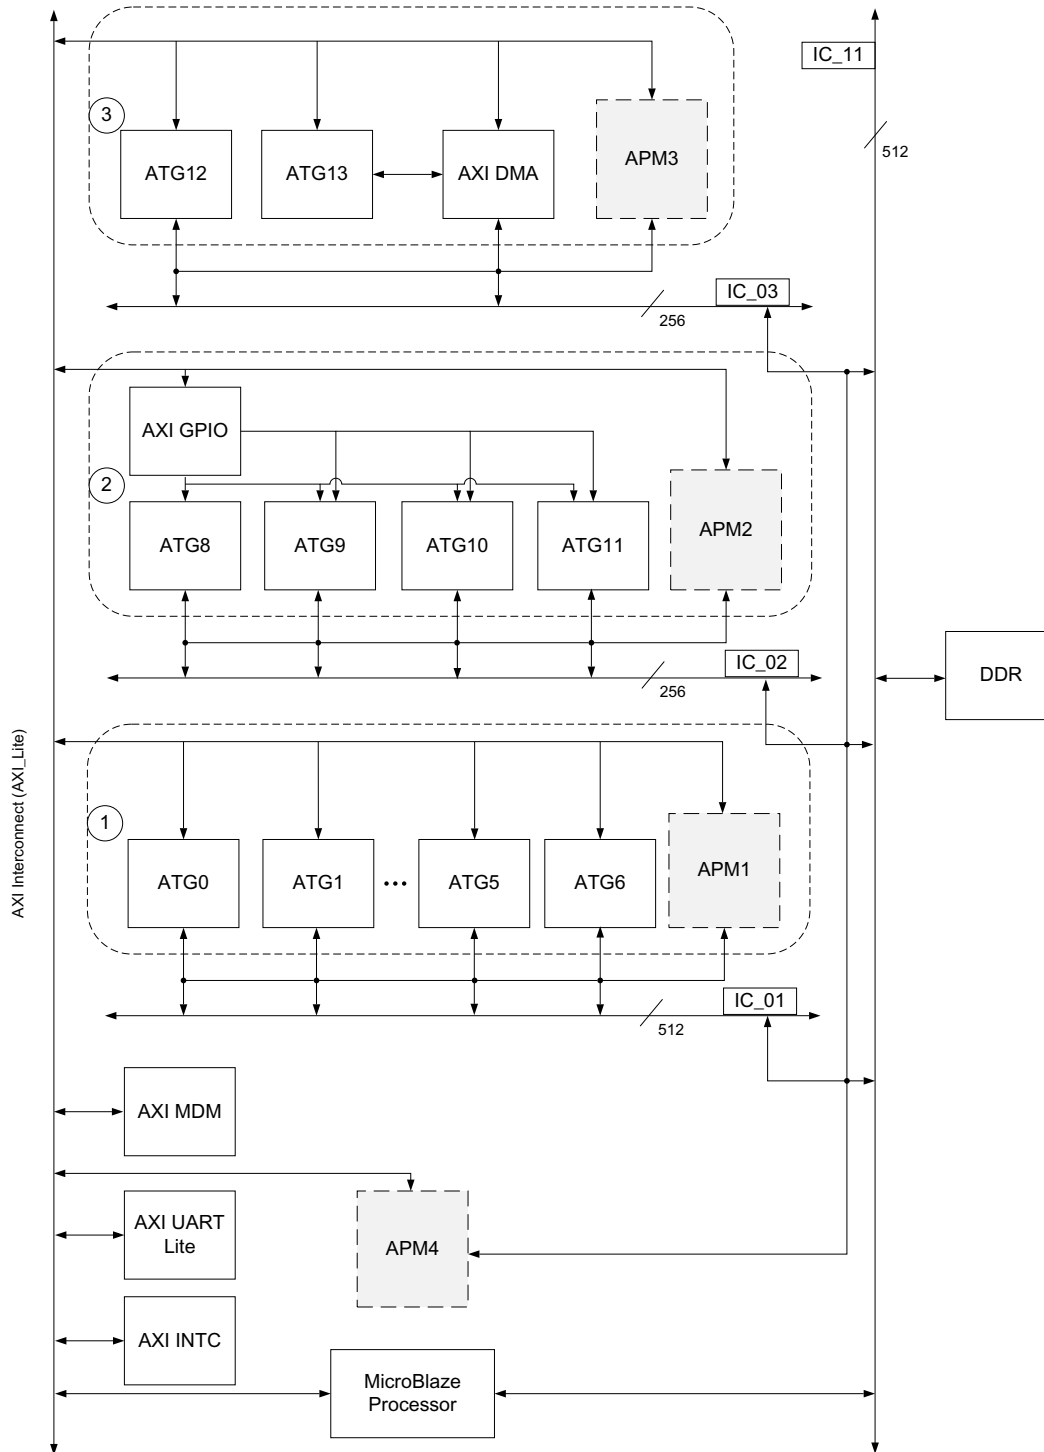 IC_11
512
3
ATG12
ATG13
AXI DMA
APM3
IC_03
256
AXI GPIO
2
ATG8
ATG9
ATG10
ATG11
APM2
IC_02
256
DDR
AXI Interconnect (AXI_Lite)
1
ATG0
ATG1
...
ATG5
ATG6
APM1
IC_01
512
AXI MDM
AXI UART
Lite
APM4
AXI INTC
MicroBlaze
Processor